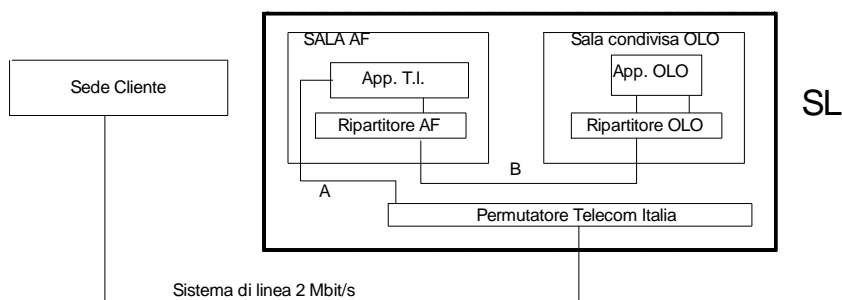 SALA AF
Sala condivisa OLO
Sede Cliente
App. T.I.
App. OLO
SL
Ripartitore AF
Ripartitore OLO
B
A
Permutatore Telecom Italia
Sistema di linea 2 Mbit/s